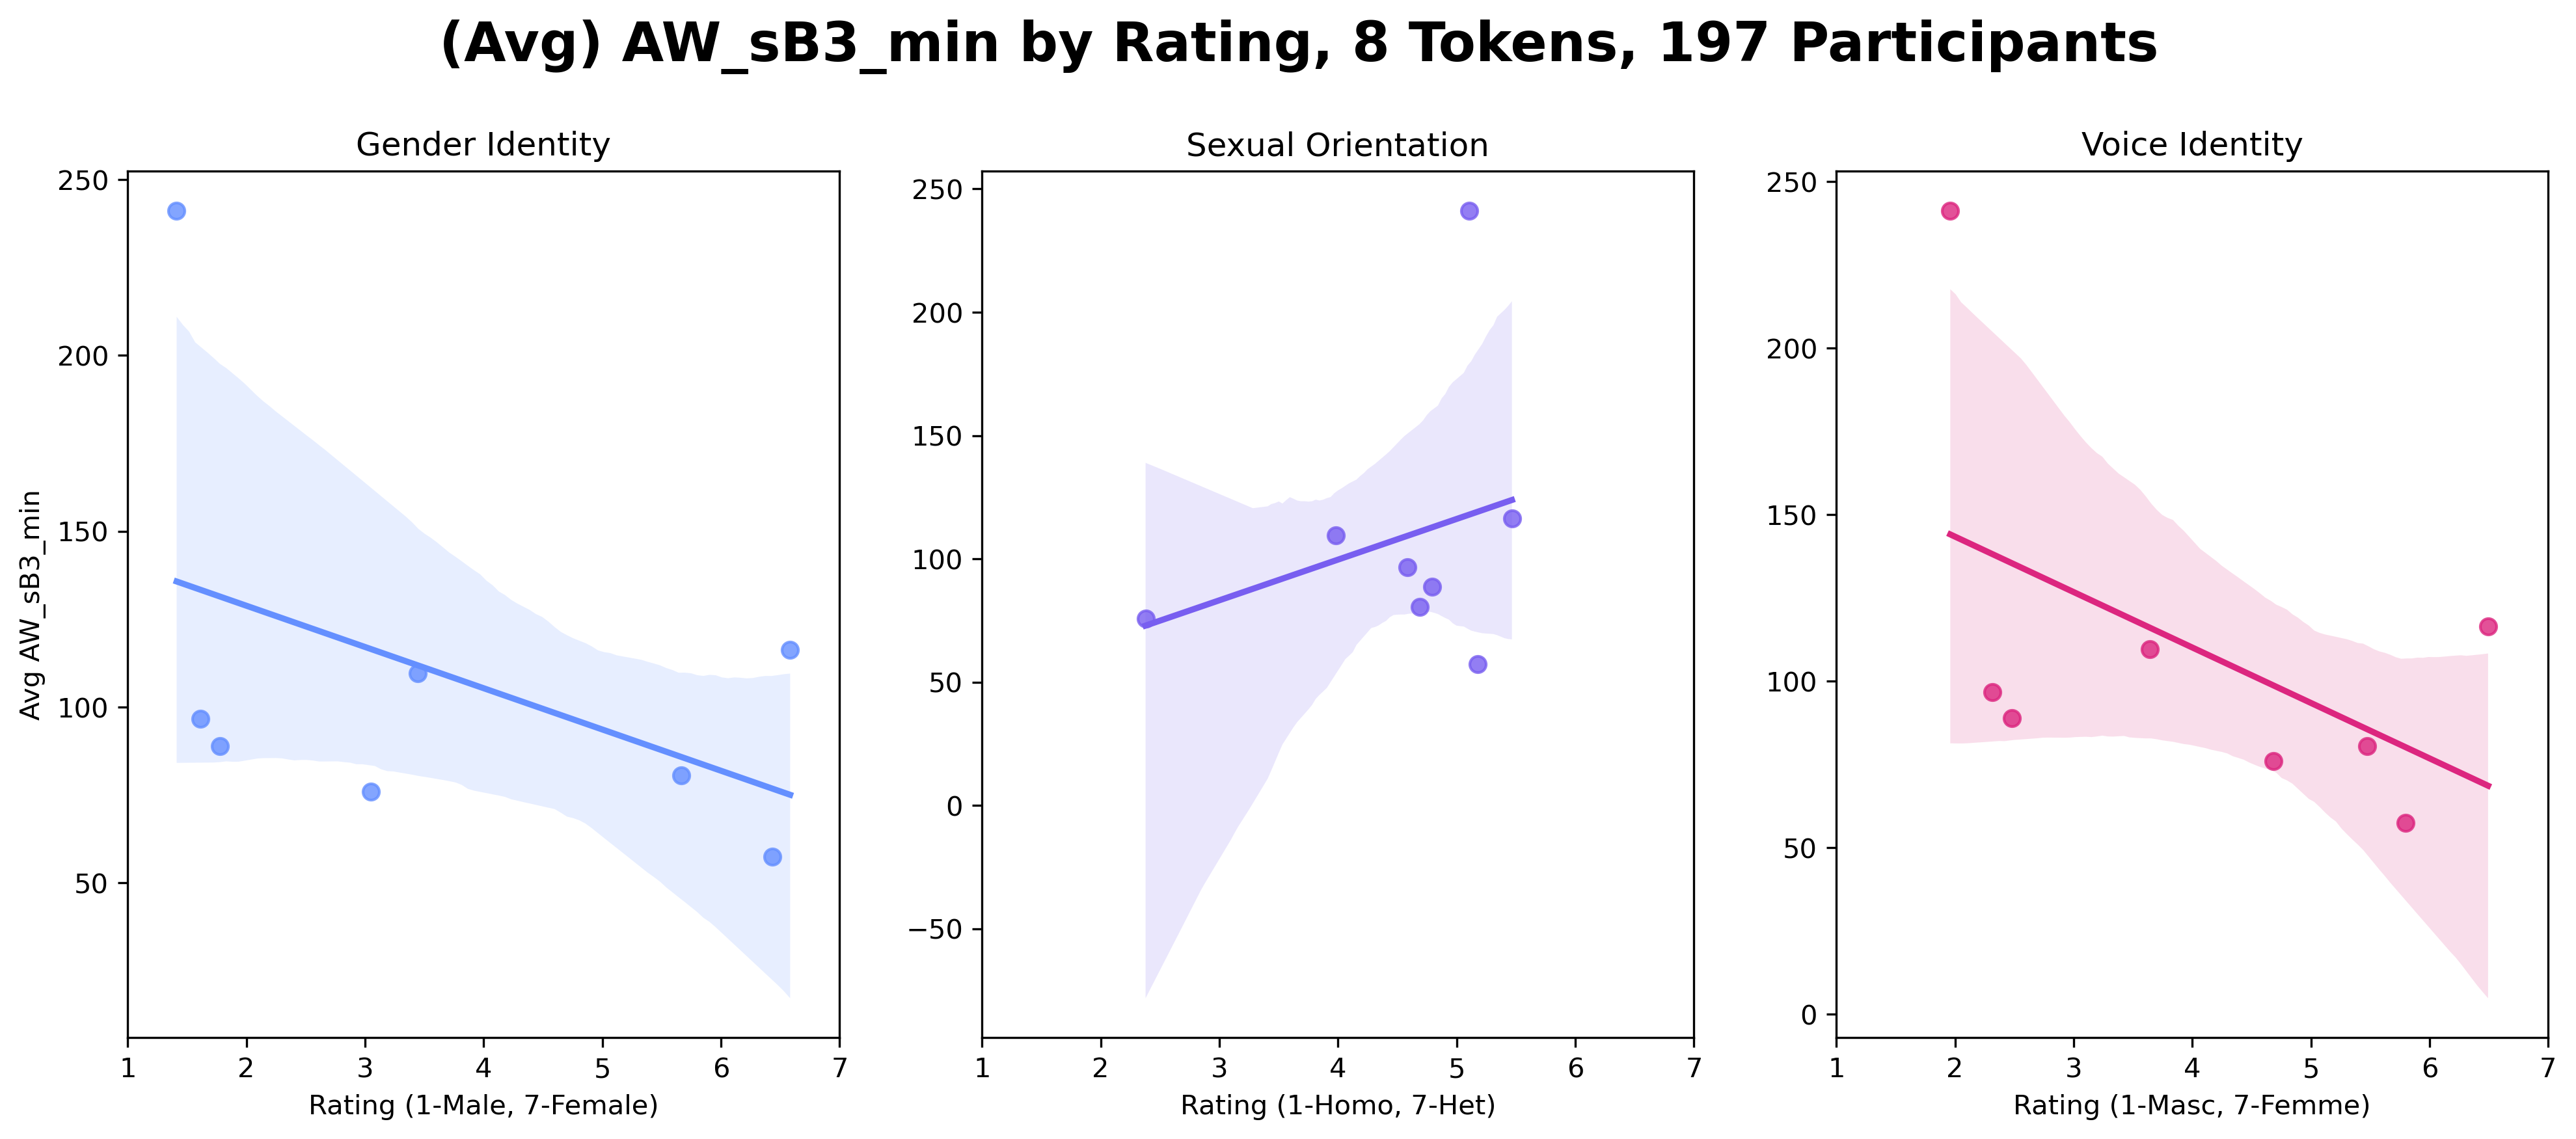 (Avg) AW_sB3_min by Rating, 8 Tokens, 197 Participants
Gender Identity
Sexual Orientation
Voice Identity
Avg AW_sB3_min
250
200
150
100
50
1 2 3 4 5 6 7
Rating (1-Male, 7-Female)
250
200
150
100
50
0
−50
1 2 3 4 5 6 7
Rating (1-Homo, 7-Het)
250
200
150
100
50
0
1 2 3 4 5 6 7
Rating (1-Masc, 7-Femme)